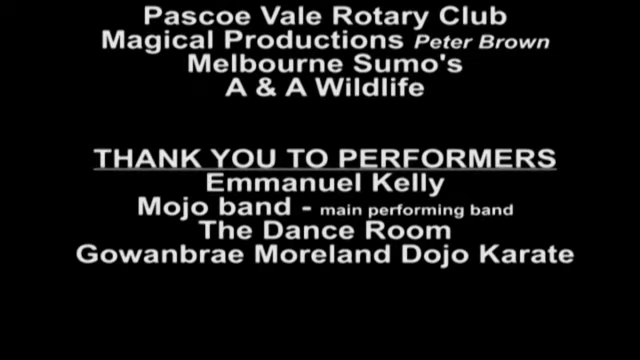 Pascoe Vale Rotary Club
Magical Productions Peter Brown
Melbourne Sumo's
A & A Wildlife
THANK YOU TO PERFORMERS
Emmanuel Kelly
Mojo band - main performing band
The Dance Room
Gowanbrae Moreland Dojo Karate